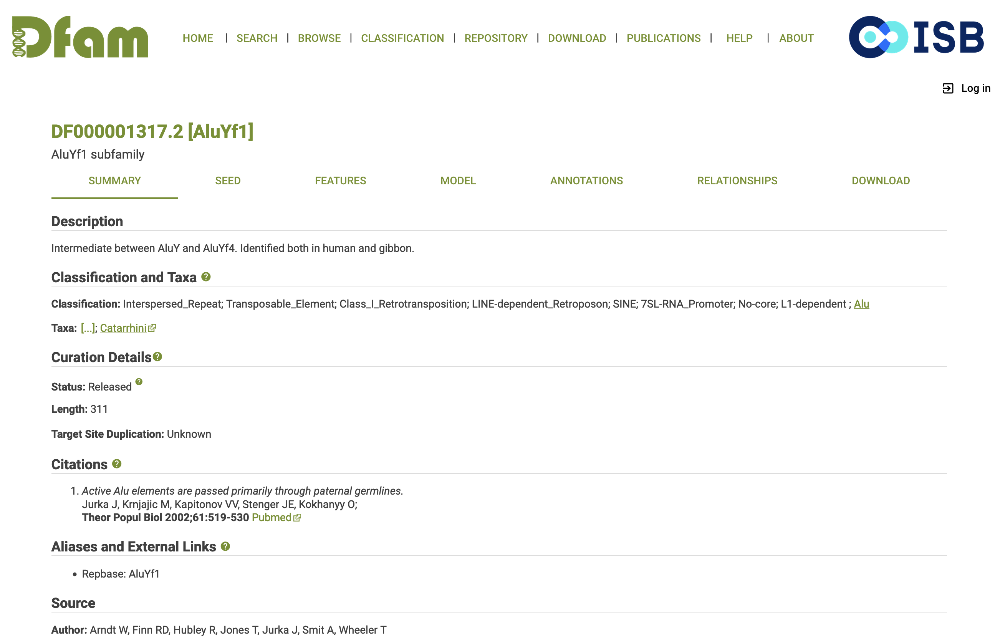 Dfam
HOME | SEARCH | BROWSE | CLASSIFICATION | REPOSITORY | DOWNLOAD | PUBLICATIONS | HELP | ABOUT
ISB
Log in
DF000001317.2 [AluYf1]
AluYf1 subfamily
SUMMARY SEED FEATURES MODEL ANNOTATIONS RELATIONSHIPS DOWNLOAD
Description
Intermediate between AluY and AluYf4. Identified both in human and gibbon.
Classification and Taxa ?
Classification: Interspersed_Repeat; Transposable_Element; Class_I_Retrotransposition; LINE-dependent_Retroposon; SINE; 7SL-RNA_Promoter; No-core; L1-dependent ; Alu
Taxa: [...]; Catarrhini
Curation Details ?
Status: Released ?
Length: 311
Target Site Duplication: Unknown
Citations ?
1. Active Alu elements are passed primarily through paternal germlines.
Jurka J, Krnjajic M, Kapitonov VV, Stenger JE, Kokhanyy O;
Theor Popul Biol 2002;61:519-530 Pubmed
Aliases and External Links ?
• Repbase: AluYf1
Source
Author: Arndt W, Finn RD, Hubley R, Jones T, Jurka J, Smit A, Wheeler T